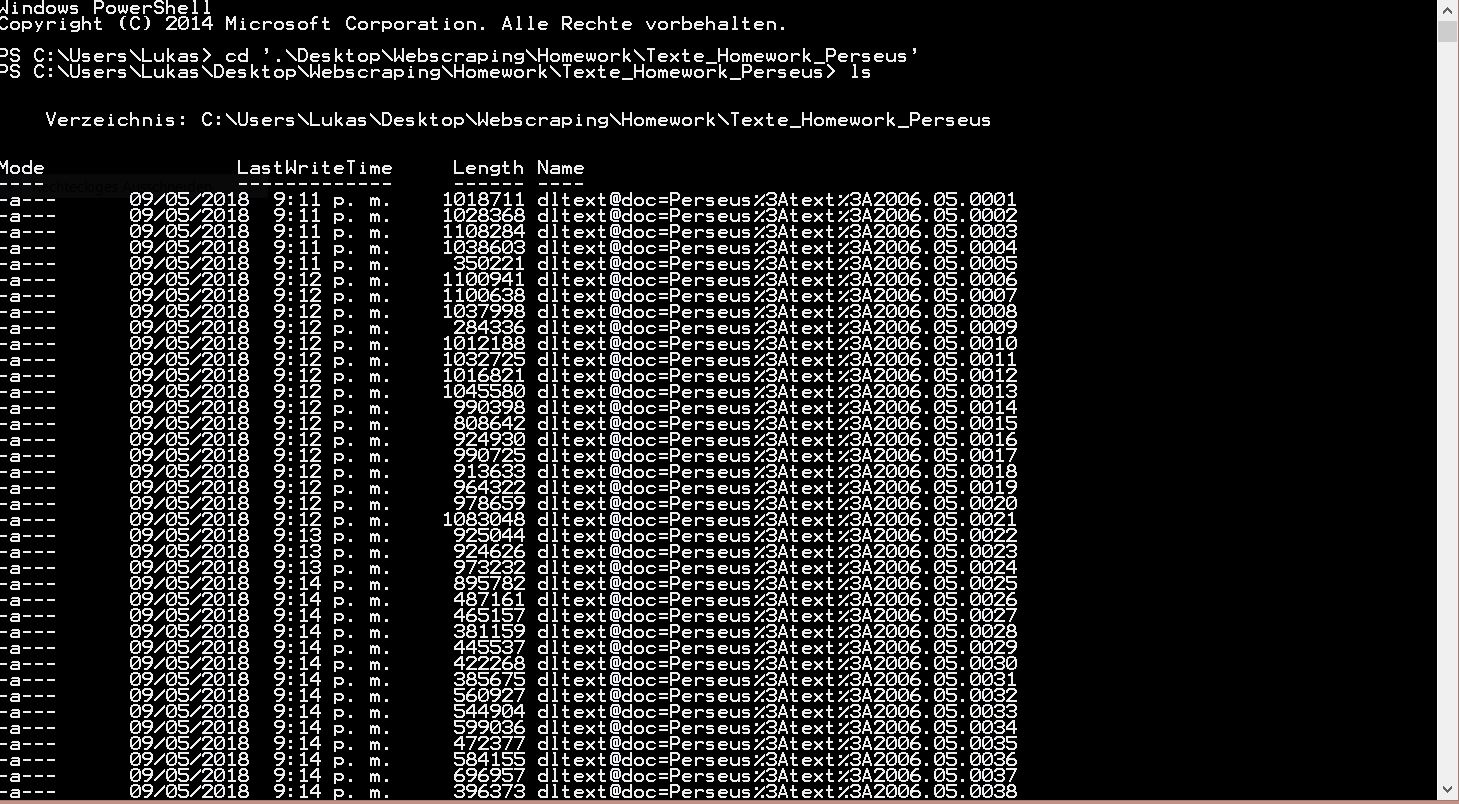 Windows PowerShell
Copyright (C) 2014 Microsoft Corporation. Alle Rechte vorbehalten.
PS C:\Users\Lukas> cd '.\Desktop\Webscraping\Homework\Texte_Homework_Perseus'
PS C:\Users\Lukas\Desktop\Webscraping\Homework\Texte_Homework_Perseus> ls
Verzeichnis: C:\Users\Lukas\Desktop\Webscraping\Homework\Texte_Homework_Perseus
Mode LastWriteTime Length Name
---- ------------- ------ ----
-a--- 09/05/2018 9:11 p. m. 1018711 dltext@doc=Perseus%3Atext%3A2006.05.0001
-a--- 09/05/2018 9:11 p. m. 1028368 dltext@doc=Perseus%3Atext%3A2006.05.0002
-a--- 09/05/2018 9:11 p. m. 1108284 dltext@doc=Perseus%3Atext%3A2006.05.0003
-a--- 09/05/2018 9:11 p. m. 1038603 dltext@doc=Perseus%3Atext%3A2006.05.0004
-a--- 09/05/2018 9:11 p. m. 350221 dltext@doc=Perseus%3Atext%3A2006.05.0005
-a--- 09/05/2018 9:12 p. m. 1100941 dltext@doc=Perseus%3Atext%3A2006.05.0006
-a--- 09/05/2018 9:12 p. m. 1100638 dltext@doc=Perseus%3Atext%3A2006.05.0007
-a--- 09/05/2018 9:12 p. m. 1037998 dltext@doc=Perseus%3Atext%3A2006.05.0008
-a--- 09/05/2018 9:12 p. m. 284336 dltext@doc=Perseus%3Atext%3A2006.05.0009
-a--- 09/05/2018 9:12 p. m. 1012188 dltext@doc=Perseus%3Atext%3A2006.05.0010
-a--- 09/05/2018 9:12 p. m. 1032725 dltext@doc=Perseus%3Atext%3A2006.05.0011
-a--- 09/05/2018 9:12 p. m. 1016821 dltext@doc=Perseus%3Atext%3A2006.05.0012
-a--- 09/05/2018 9:12 p. m. 1045580 dltext@doc=Perseus%3Atext%3A2006.05.0013
-a--- 09/05/2018 9:12 p. m. 990398 dltext@doc=Perseus%3Atext%3A2006.05.0014
-a--- 09/05/2018 9:12 p. m. 808642 dltext@doc=Perseus%3Atext%3A2006.05.0015
-a--- 09/05/2018 9:12 p. m. 924930 dltext@doc=Perseus%3Atext%3A2006.05.0016
-a--- 09/05/2018 9:12 p. m. 990725 dltext@doc=Perseus%3Atext%3A2006.05.0017
-a--- 09/05/2018 9:12 p. m. 913633 dltext@doc=Perseus%3Atext%3A2006.05.0018
-a--- 09/05/2018 9:12 p. m. 964322 dltext@doc=Perseus%3Atext%3A2006.05.0019
-a--- 09/05/2018 9:12 p. m. 978659 dltext@doc=Perseus%3Atext%3A2006.05.0020
-a--- 09/05/2018 9:12 p. m. 1083048 dltext@doc=Perseus%3Atext%3A2006.05.0021
-a--- 09/05/2018 9:13 p. m. 925044 dltext@doc=Perseus%3Atext%3A2006.05.0022
-a--- 09/05/2018 9:13 p. m. 924626 dltext@doc=Perseus%3Atext%3A2006.05.0023
-a--- 09/05/2018 9:13 p. m. 973232 dltext@doc=Perseus%3Atext%3A2006.05.0024
-a--- 09/05/2018 9:14 p. m. 895782 dltext@doc=Perseus%3Atext%3A2006.05.0025
-a--- 09/05/2018 9:14 p. m. 487161 dltext@doc=Perseus%3Atext%3A2006.05.0026
-a--- 09/05/2018 9:14 p. m. 465157 dltext@doc=Perseus%3Atext%3A2006.05.0027
-a--- 09/05/2018 9:14 p. m. 381159 dltext@doc=Perseus%3Atext%3A2006.05.0028
-a--- 09/05/2018 9:14 p. m. 445537 dltext@doc=Perseus%3Atext%3A2006.05.0029
-a--- 09/05/2018 9:14 p. m. 422268 dltext@doc=Perseus%3Atext%3A2006.05.0030
-a--- 09/05/2018 9:14 p. m. 385675 dltext@doc=Perseus%3Atext%3A2006.05.0031
-a--- 09/05/2018 9:14 p. m. 560927 dltext@doc=Perseus%3Atext%3A2006.05.0032
-a--- 09/05/2018 9:14 p. m. 544904 dltext@doc=Perseus%3Atext%3A2006.05.0033
-a--- 09/05/2018 9:14 p. m. 599036 dltext@doc=Perseus%3Atext%3A2006.05.0034
-a--- 09/05/2018 9:14 p. m. 472377 dltext@doc=Perseus%3Atext%3A2006.05.0035
-a--- 09/05/2018 9:14 p. m. 584155 dltext@doc=Perseus%3Atext%3A2006.05.0036
-a--- 09/05/2018 9:14 p. m. 696957 dltext@doc=Perseus%3Atext%3A2006.05.0037
-a--- 09/05/2018 9:14 p. m. 396373 dltext@doc=Perseus%3Atext%3A2006.05.0038